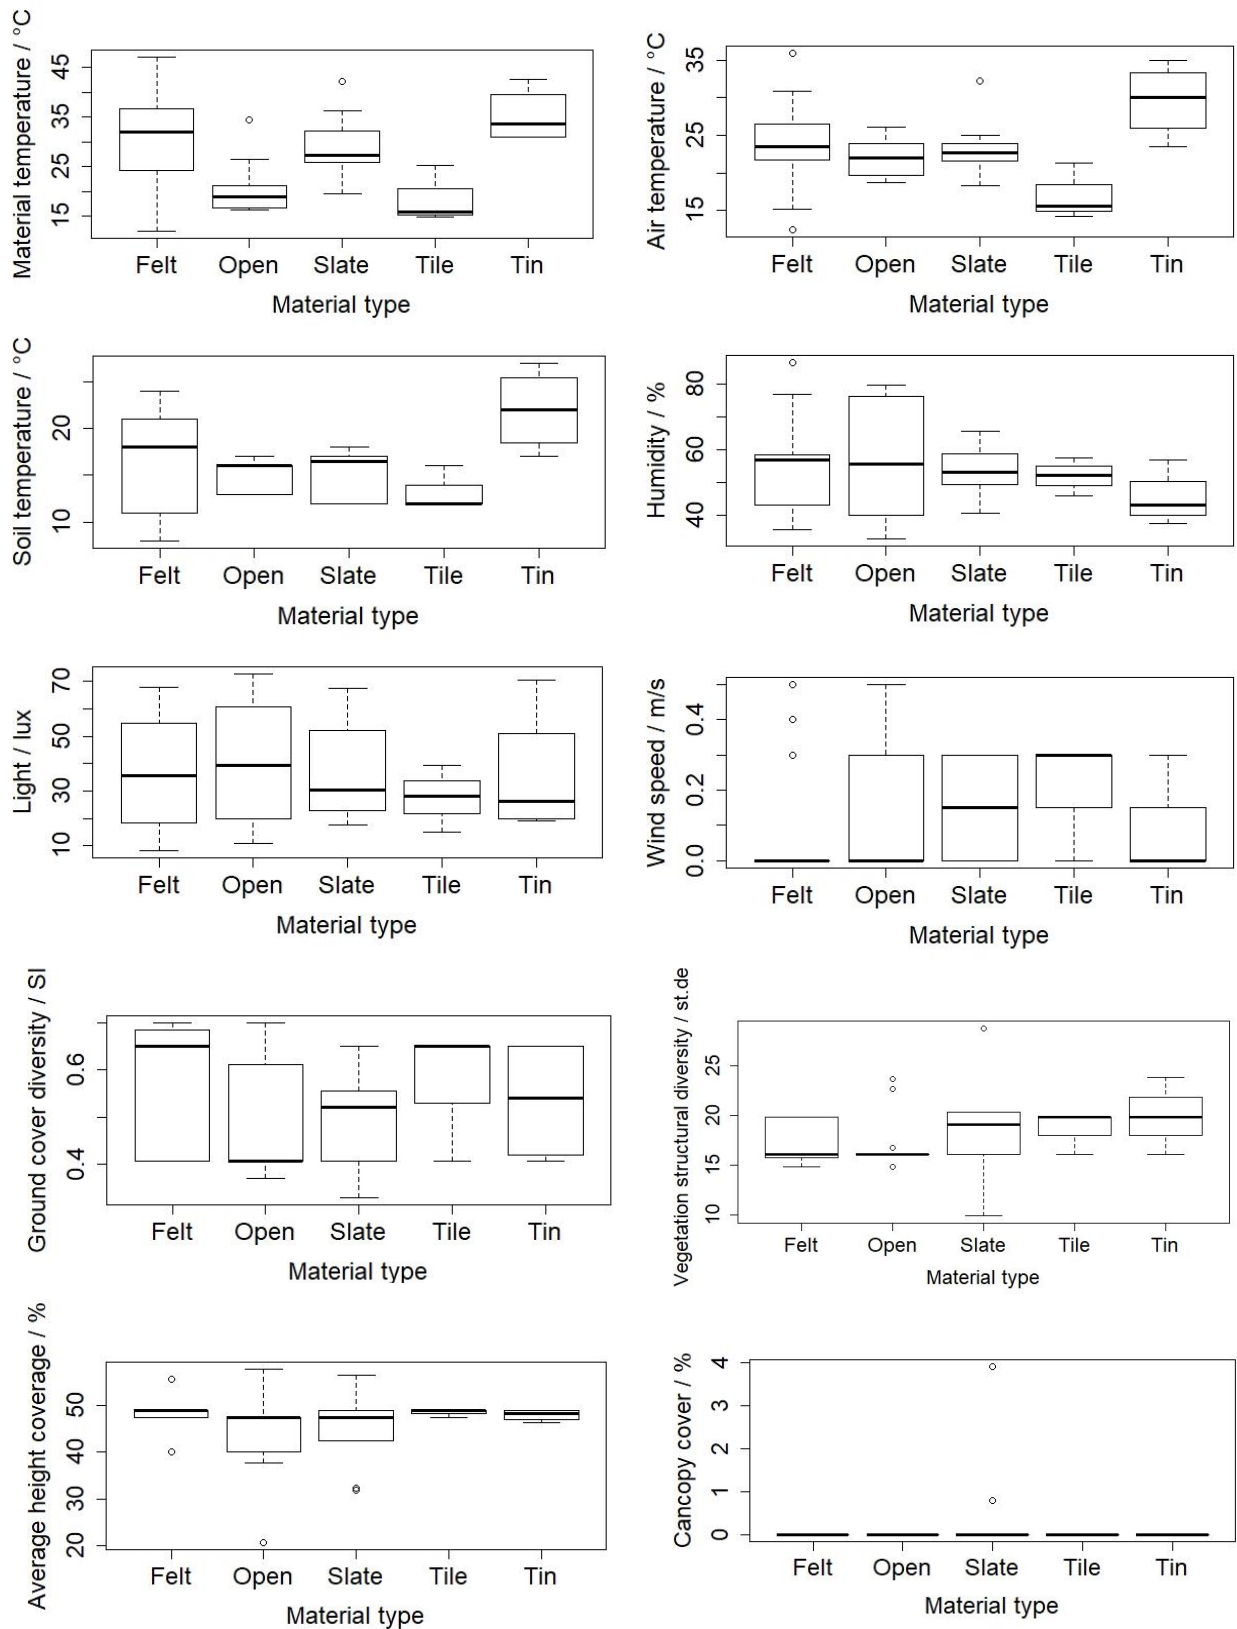 Material temperature / °C
45
35
25
15
Felt Open Slate Tile Tin
Material type
Air temperature / °C
35
25
15
Felt Open Slate Tile Tin
Material type
Soil temperature / °C
20
10
Felt Open Slate Tile Tin
Material type
Humidity / %
80
60
40
Felt Open Slate Tile Tin
Material type
Light / lux
70
50
30
10
Felt Open Slate Tile Tin
Material type
Wind speed / m/s
0.4
0.2
0.0
Felt Open Slate Tile Tin
Material type
Ground cover diversity / SI
0.6
0.4
Felt Open Slate Tile Tin
Material type
Vegetation structural diversity / st.de
25
20
15
10
Felt Open Slate Tile Tin
Material type
Average height coverage / %
50
40
30
20
Felt Open Slate Tile Tin
Material type
Cancopy cover / %
4
3
2
1
0
Felt Open Slate Tile Tin
Material type